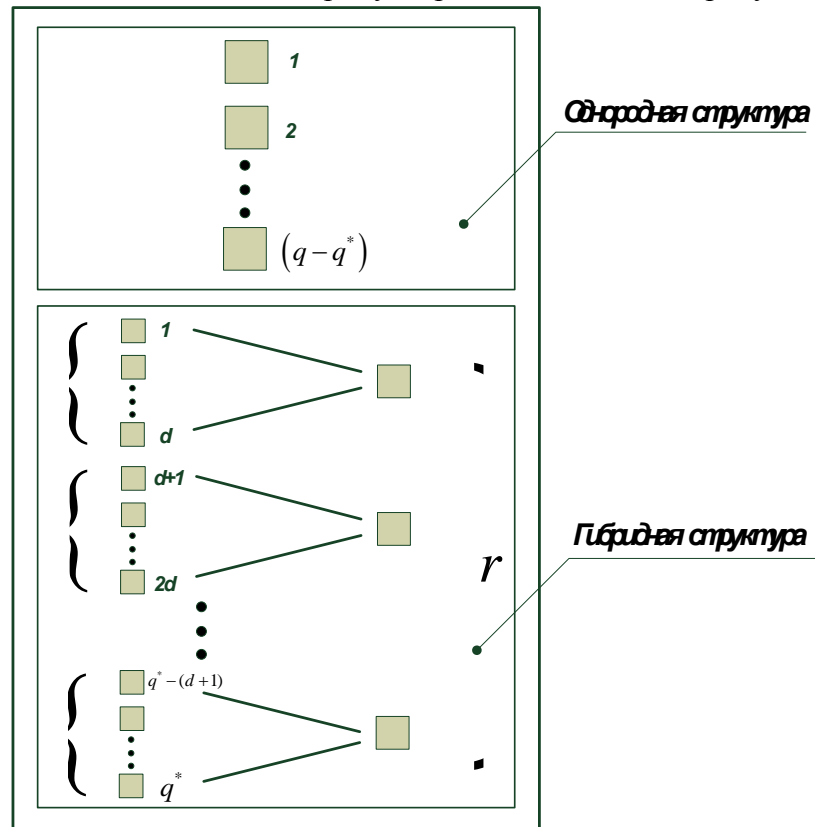 1
Однородная структура
2
(q – q*)
1
d
d+1
Гибридная структура
r
2d
q* – (d + 1)
q*